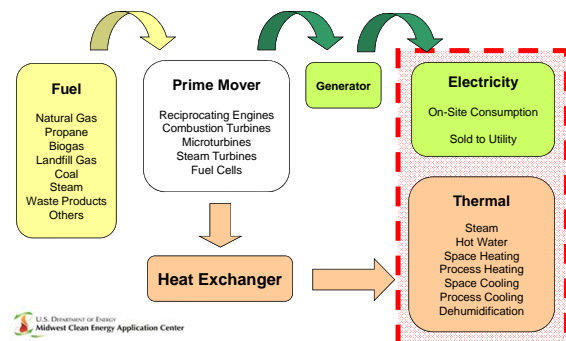 Fuel
Natural Gas
Propane
Biogas
Landfill Gas
Coal
Steam
Waste Products
Others
Prime Mover
Reciprocating Engines
Combustion Turbines
Microturbines
Steam Turbines
Fuel Cells
Generator
Electricity
On-Site Consumption
Sold to Utility
Heat Exchanger
Thermal
Steam
Hot Water
Space Heating
Process Heating
Space Cooling
Process Cooling
Dehumidification
U.S. DEPARTMENT OF ENERGY
Midwest Clean Energy Application Center